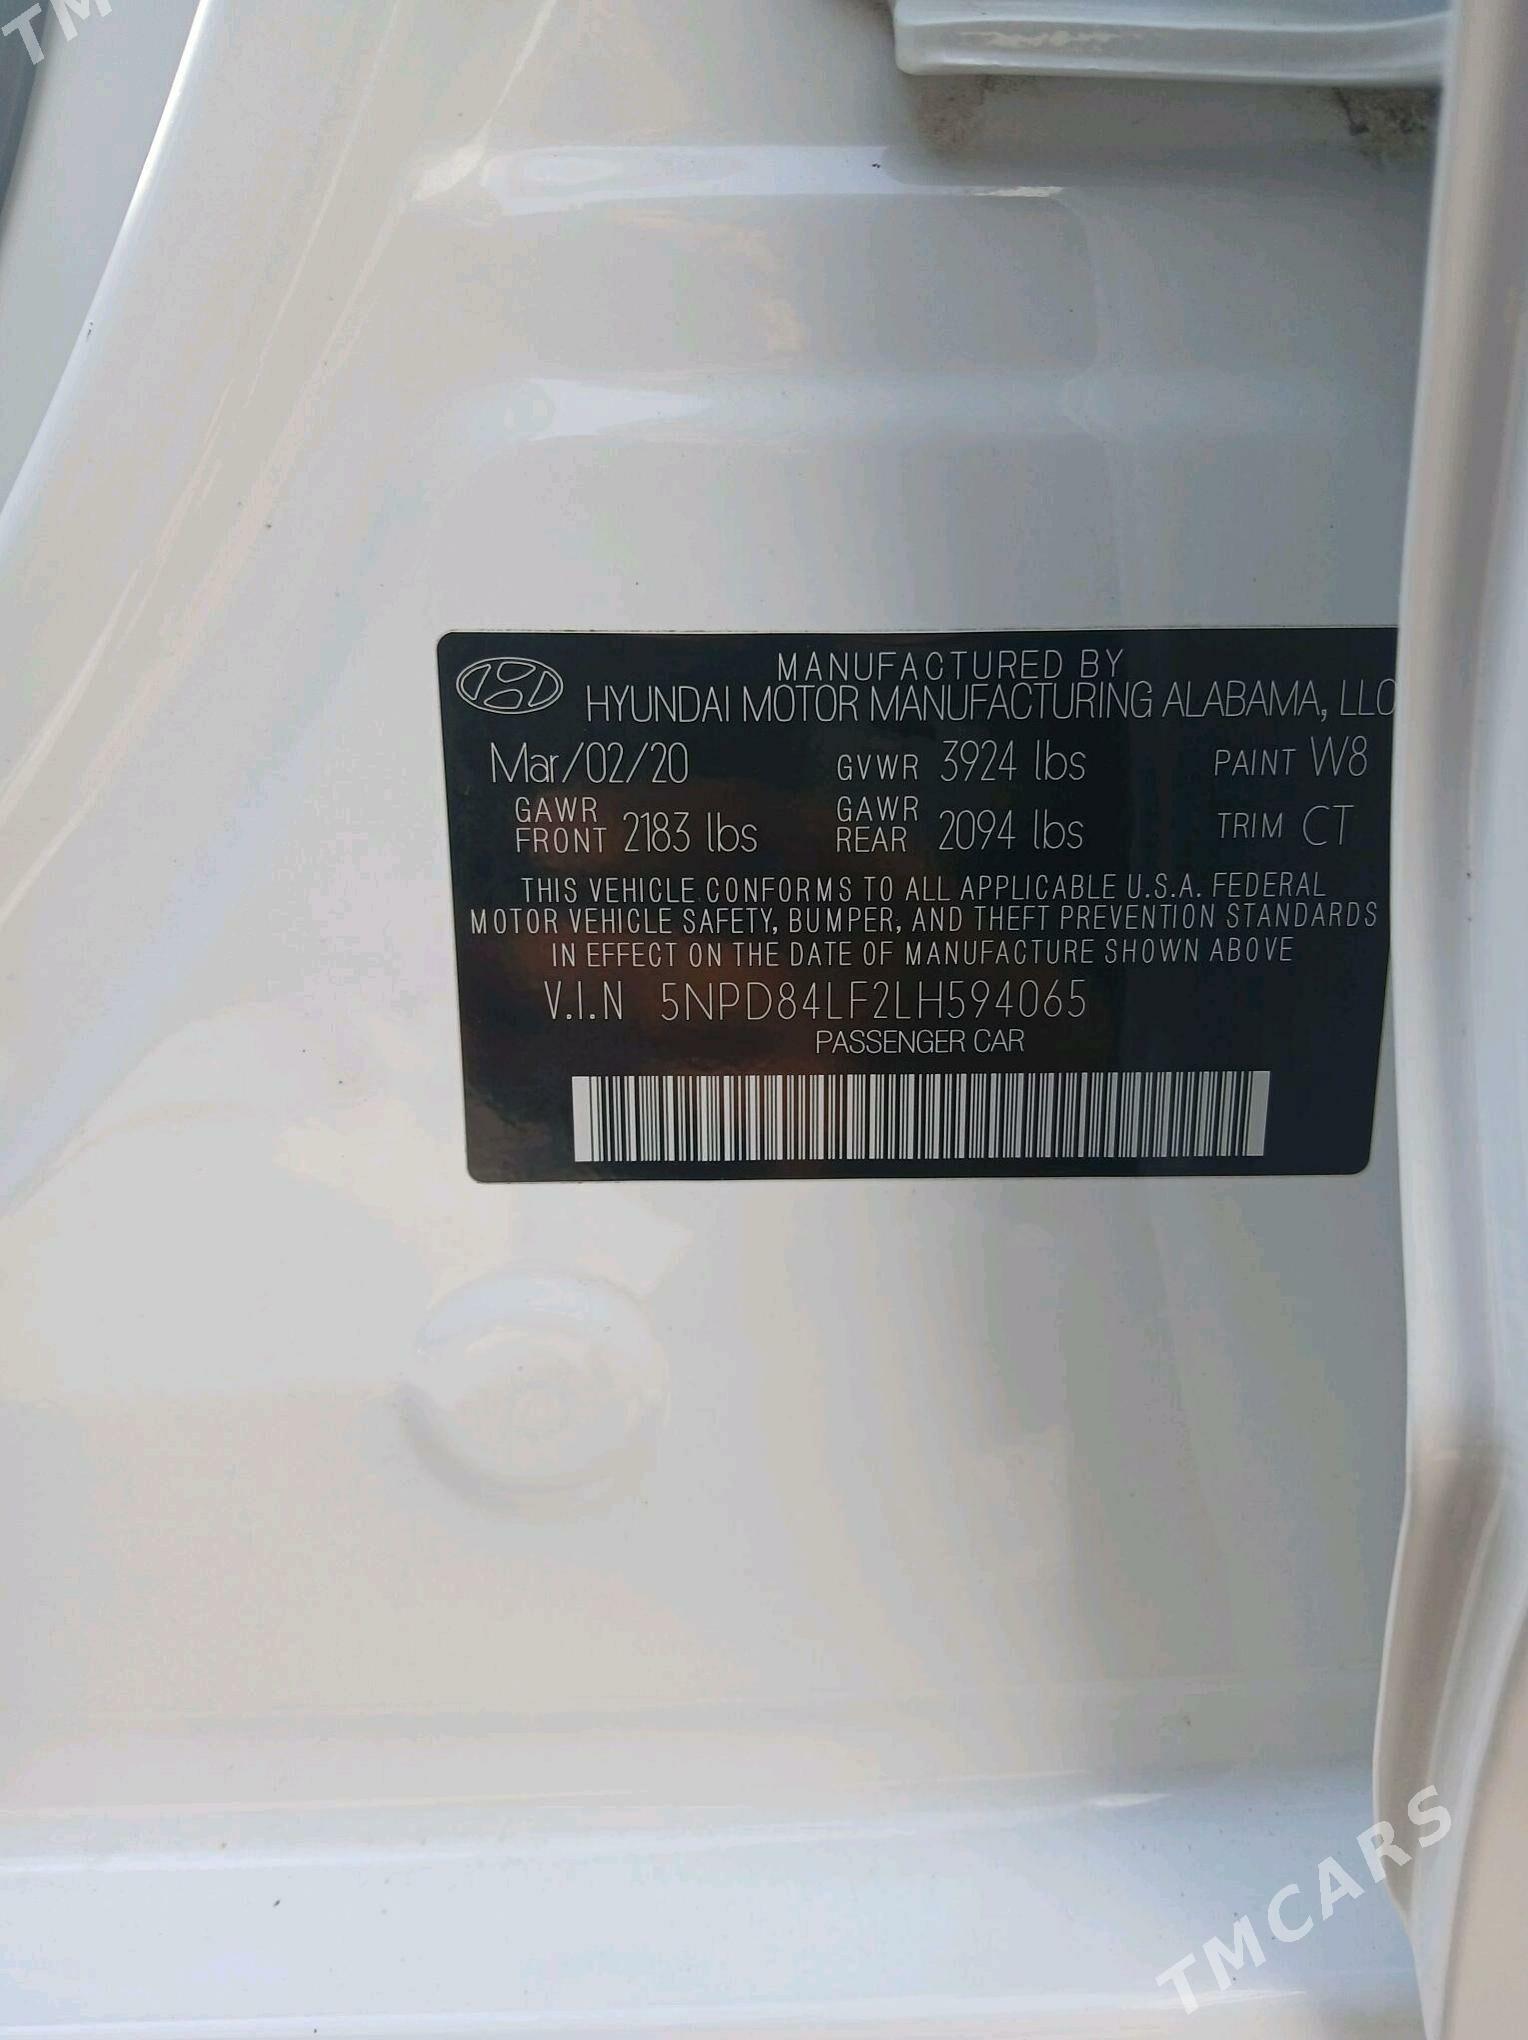 TM
MANUFACTURED BY
HYUNDAI MOTOR MANUFACTURING ALABAMA, LLC
Mar/02/20 GVWR 3924 lbs PAINT W8
GAWR FRONT 2183 lbs GAWR REAR 2094 lbs TRIM CT
THIS VEHICLE CONFORMS TO ALL APPLICABLE U.S.A. FEDERAL
MOTOR VEHICLE SAFETY, BUMPER, AND THEFT PREVENTION STANDARDS
IN EFFECT ON THE DATE OF MANUFACTURE SHOWN ABOVE
V.I.N 5NPD84LF2LH594065
PASSENGER CAR
TMCARS